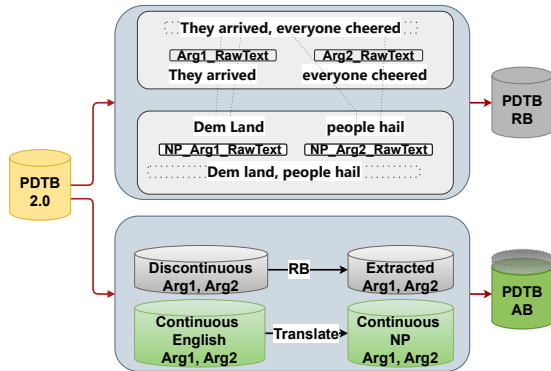 They arrived, everyone cheered
Arg1_RawText Arg2_RawText
They arrived everyone cheered
Dem Land people hail
NP_Arg1_RawText NP_Arg2_RawText
Dem land, people hail
PDTB
RB
PDTB
2.0
Discontinuous
Arg1, Arg2
RB
Extracted
Arg1, Arg2
Continuous
English
Arg1, Arg2
Translate
Continuous
NP
Arg1, Arg2
PDTB
AB